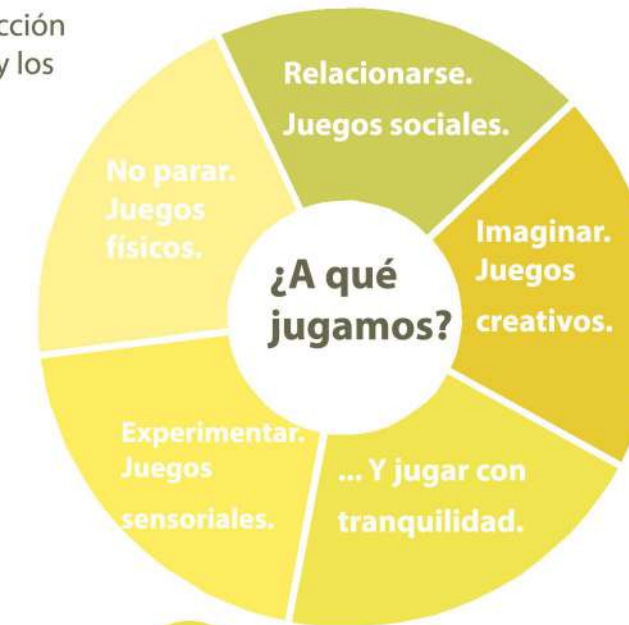 cción
y los
Relacionarse.
Juegos sociales.
No parar.
Juegos
físicos.
Imaginar.
Juegos
creativos.
¿A qué
jugamos?
Experimentar.
Juegos
sensoriales.
... Y jugar con
tranquilidad.